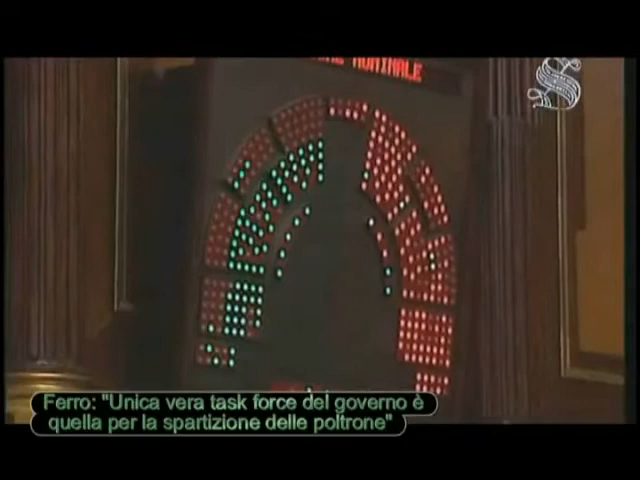 NOMINALE
Ferro: "Unica vera task force del governo è
quella per la spartizione delle poltrone"